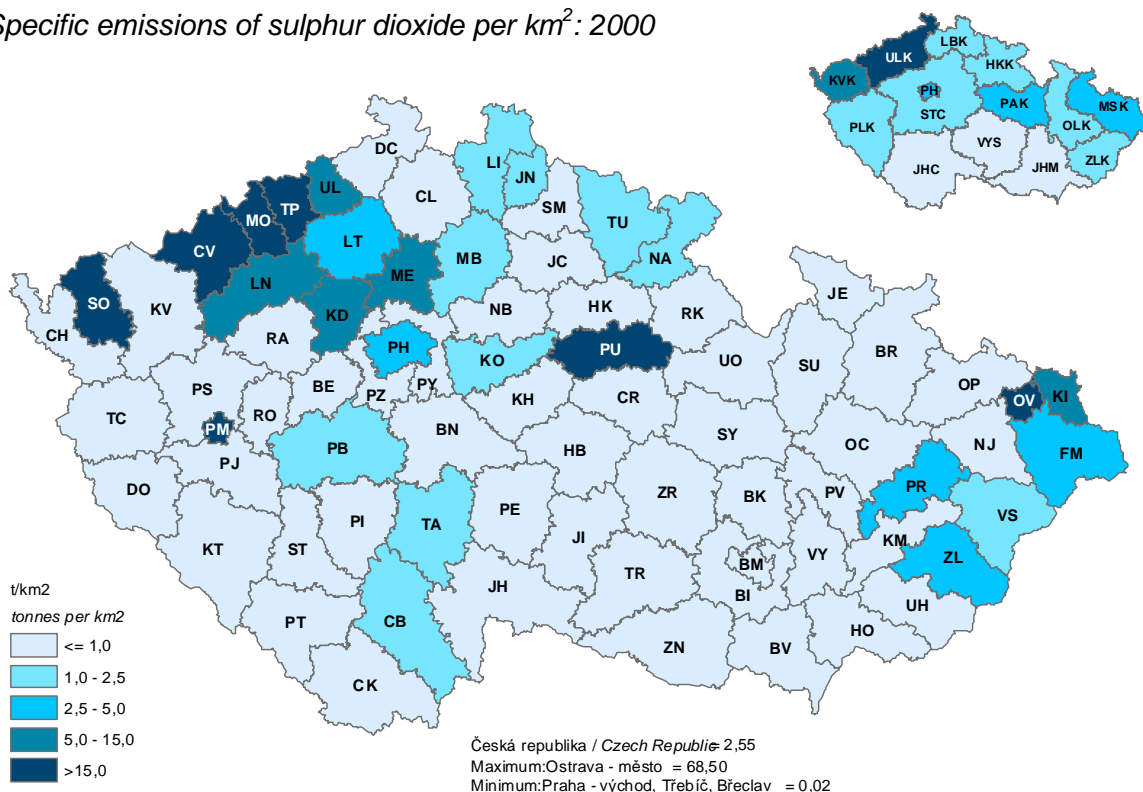 Specific emissions of sulphur dioxide per km²: 2000
LBK
ULK
HKK
KVK
PH
PAK
MSK
STC
PLK
OLK
VYS
ZLK
JHC
JHM
DC
LI
JN
UL
TP
MO
CL
SM
TU
LT
CV
MB
NA
JC
ME
LN
SO
KV
JE
NB
HK
RK
KD
CH
RA
PH
PU
KO
UO
SU
BR
OP
PS
BE
PZ
PY
KH
CR
OV
KI
TC
RO
PM
BN
SY
OC
NJ
FM
PB
HB
PJ
ZR
PR
DO
BK
PV
PE
VS
PI
TA
KT
ST
JI
KM
VY
ZL
BM
TR
JH
BI
UH
PT
CB
HO
ZN
BV
CK
t/km2
tonnes per km2
<= 1,0
1,0 - 2,5
2,5 - 5,0
5,0 - 15,0
>15,0
Česká republika / Czech Republic= 2,55
Maximum:Ostrava - město = 68,50
Minimum:Praha - východ, Třebíč, Břeclav = 0,02